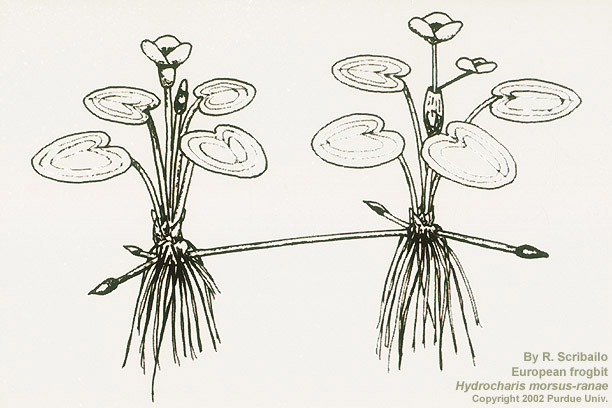 By R. Scribailo
European frogbit
Hydrocharis morsus-ranae
Copyright 2002 Purdue Univ.